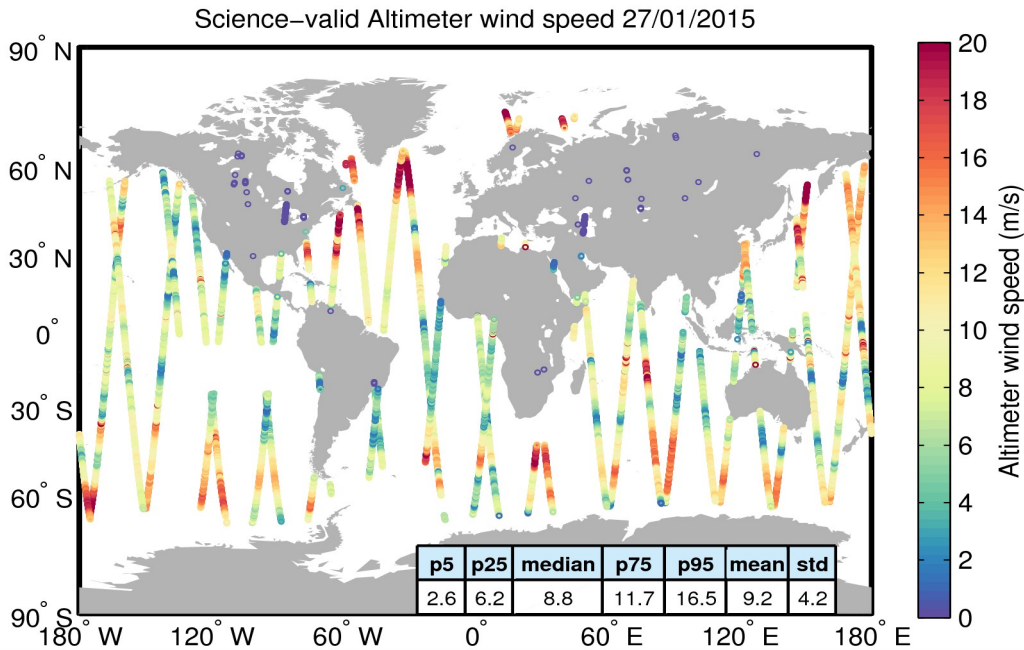 Science−valid Altimeter wind speed 27/01/2015
90° N
60° N
30° N
0°
30° S
60° S
90° S
180° W
120° W
60° W
0°
60° E
120° E
180° E
p5 p25 median p75 p95 mean std
2.6 6.2 8.8 11.7 16.5 9.2 4.2
20
18
16
14
12
10
8
6
4
2
0
Altimeter wind speed (m/s)